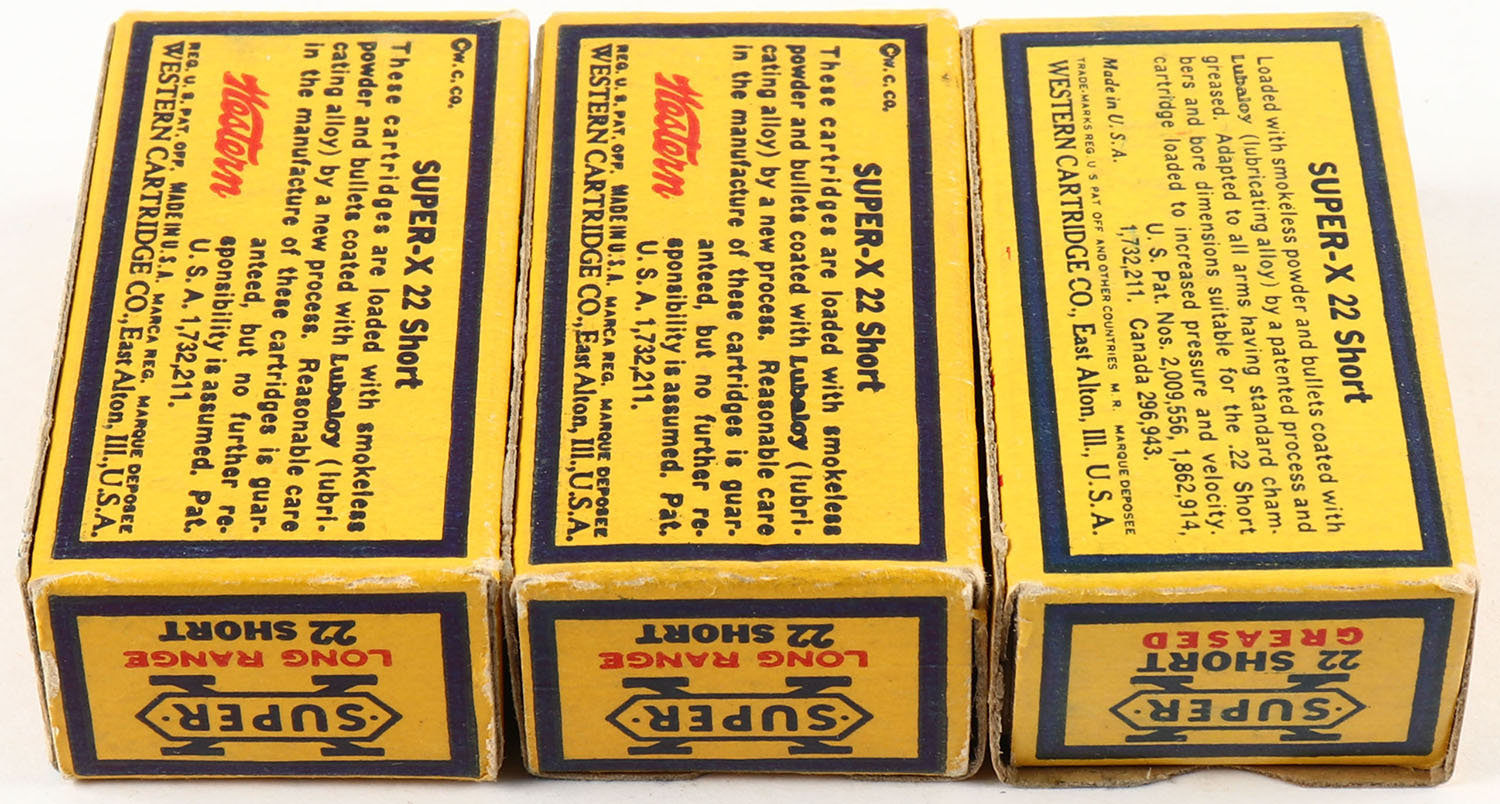 ©W. C. CO.
SUPER-X 22 Short
These cartridges are loaded with smokeless
powder and bullets coated with Lubaloy (lubri-
cating alloy) by a new process. Reasonable care
in the manufacture of these cartridges is guar-
anteed, but no further re-
sponsibility is assumed. Pat.
U. S. A. 1,732,211.
Western
REG. U. S. PAT. OFF. MADE IN U. S. A. MARCA REG. MARQUE DEPOSEE
WESTERN CARTRIDGE CO., East Alton, Ill., U.S.A.
SUPER X
LONG RANGE
22 SHORT
©W. C. CO.
SUPER-X 22 Short
These cartridges are loaded with smokeless
powder and bullets coated with Lubaloy (lubri-
cating alloy) by a new process. Reasonable care
in the manufacture of these cartridges is guar-
anteed, but no further re-
sponsibility is assumed. Pat.
U. S. A. 1,732,211.
Western
REG. U. S. PAT. OFF. MADE IN U. S. A. MARCA REG. MARQUE DEPOSEE
WESTERN CARTRIDGE CO., East Alton, Ill., U.S.A.
SUPER X
LONG RANGE
22 SHORT
SUPER-X 22 Short
Loaded with smokeless powder and bullets coated with
Lubaloy (lubricating alloy) by a patented process and
greased. Adapted to all arms having standard cham-
bers and bore dimensions suitable for the .22 Short
cartridge loaded to increased pressure and velocity.
U. S. Pat. Nos. 2,009,556, 1,862,914,
1,732,211. Canada 296,943.
Made in U. S. A.
TRADE-MARKS REG. U S PAT OFF AND OTHER COUNTRIES M. R. MARQUE DEPOSEE
WESTERN CARTRIDGE CO., East Alton, Ill., U. S. A.
SUPER X
22 SHORT
GREASED